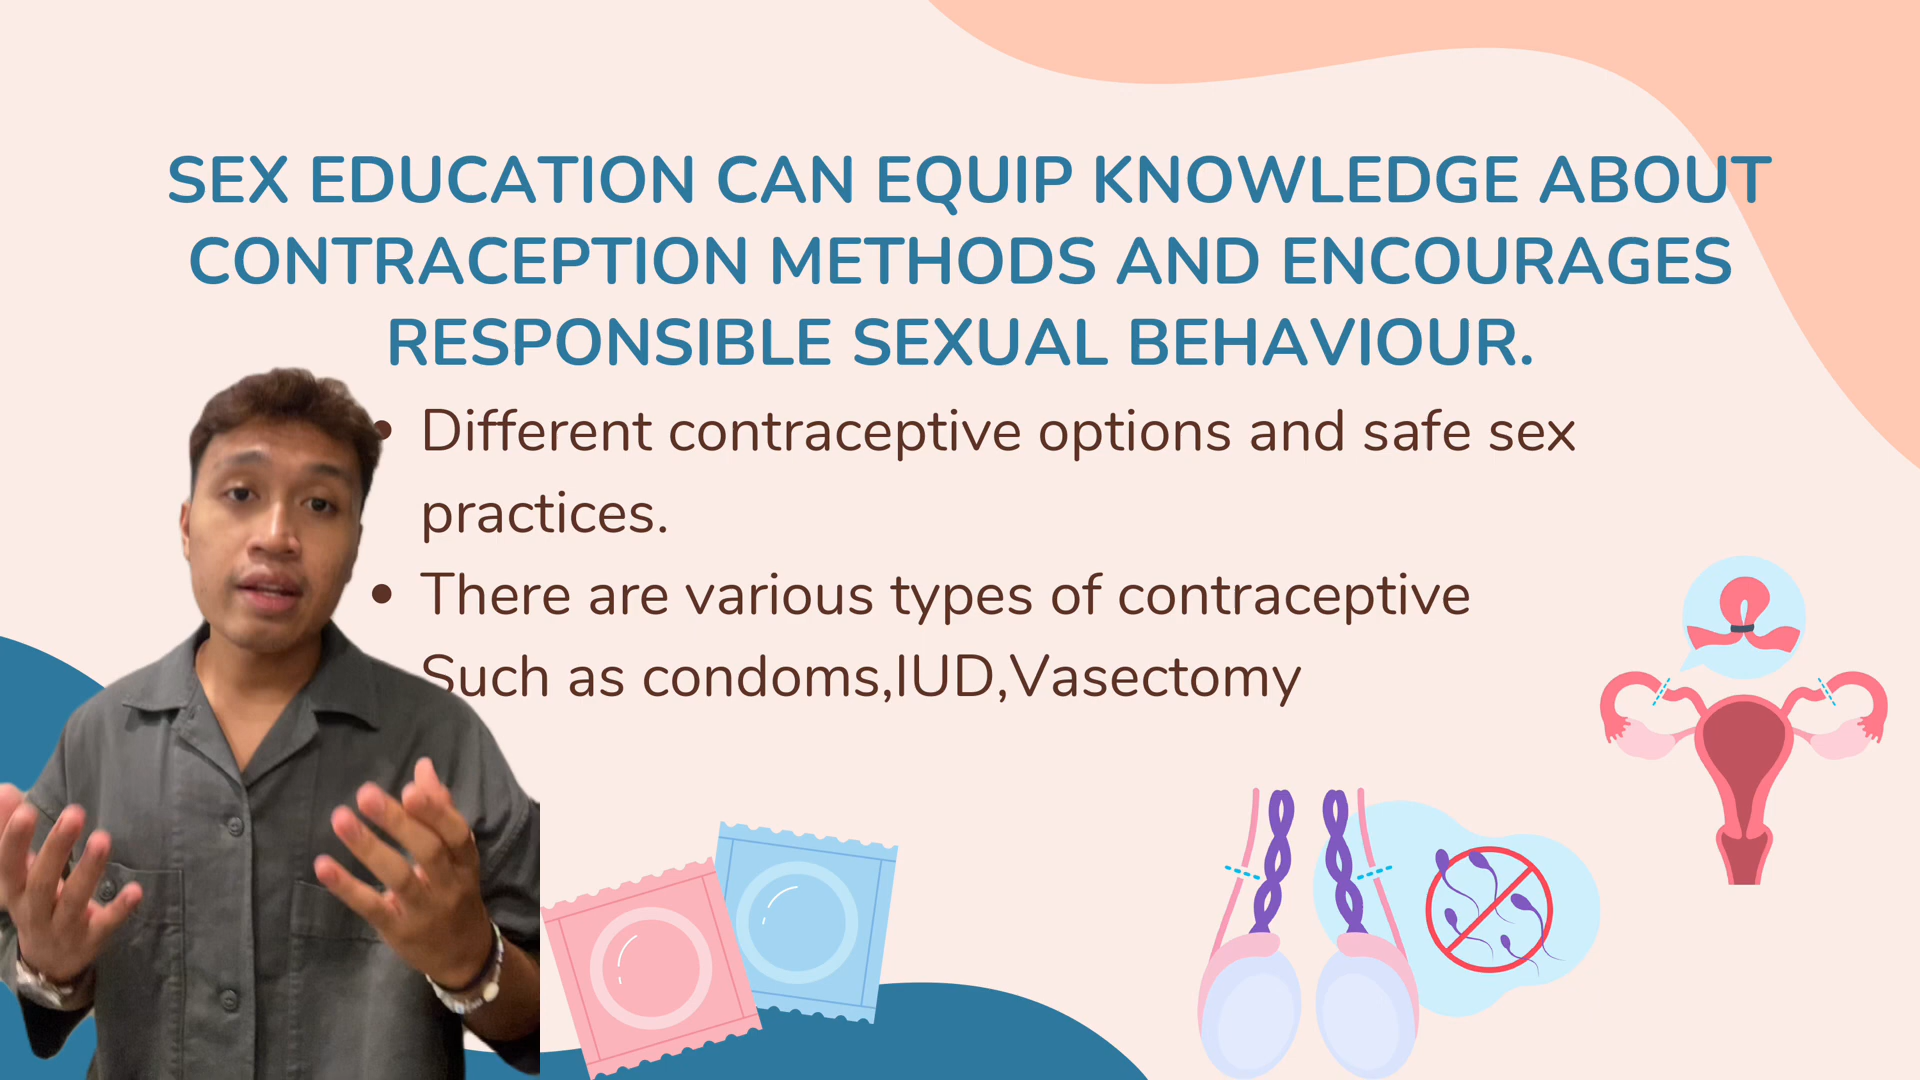 SEX EDUCATION CAN EQUIP KNOWLEDGE ABOUT
CONTRACEPTION METHODS AND ENCOURAGES
RESPONSIBLE SEXUAL BEHAVIOUR.
• Different contraceptive options and safe sex
practices.
• There are various types of contraceptive
Such as condoms,IUD,Vasectomy